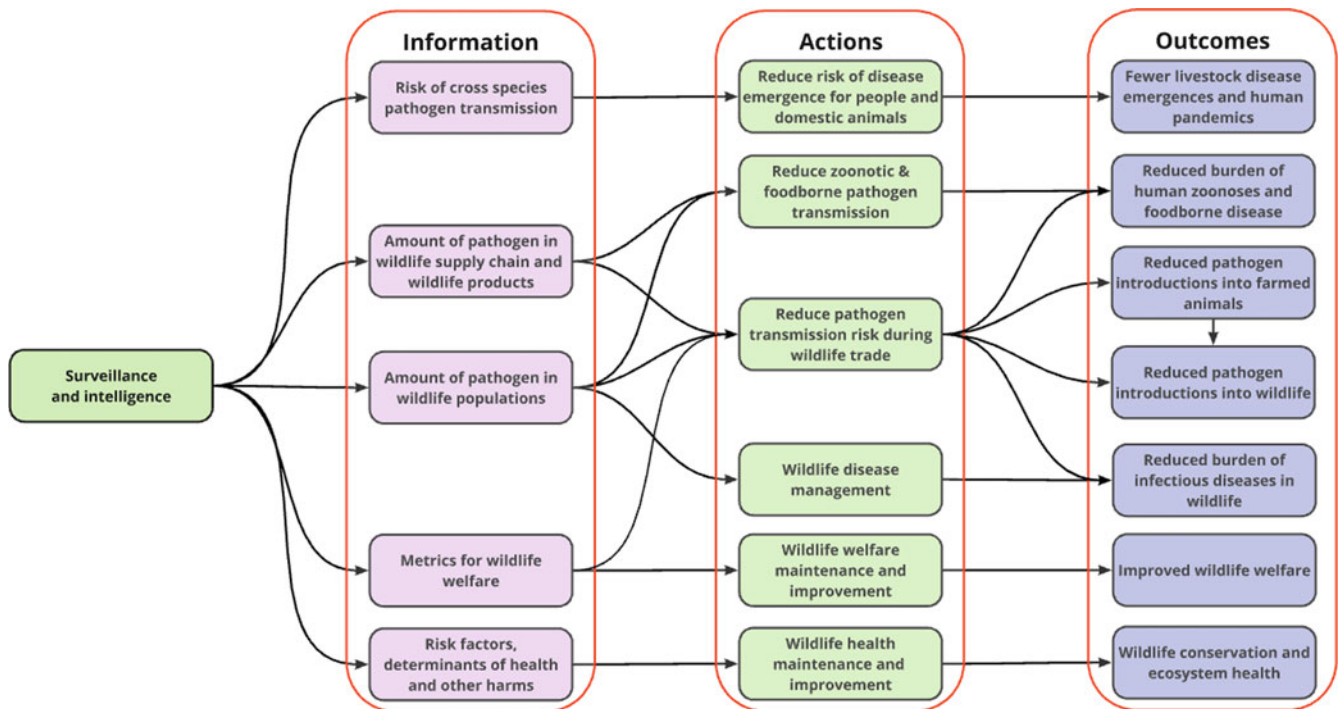 Information
Risk of cross species
pathogen transmission
Amount of pathogen in
wildlife supply chain and
wildlife products
Amount of pathogen in
wildlife populations
Metrics for wildlife
welfare
Risk factors,
determinants of health
and other harms
Surveillance
and intelligence
Actions
Reduce risk of disease
emergence for people and
domestic animals
Reduce zoonotic &
foodborne pathogen
transmission
Reduce pathogen
transmission risk during
wildlife trade
Wildlife disease
management
Wildlife welfare
maintenance and
improvement
Wildlife health
maintenance and
improvement
Outcomes
Fewer livestock disease
emergences and human
pandemics
Reduced burden of
human zoonoses and
foodborne disease
Reduced pathogen
introductions into farmed
animals
Reduced pathogen
introductions into wildlife
Reduced burden of
infectious diseases in
wildlife
Improved wildlife welfare
Wildlife conservation and
ecosystem health